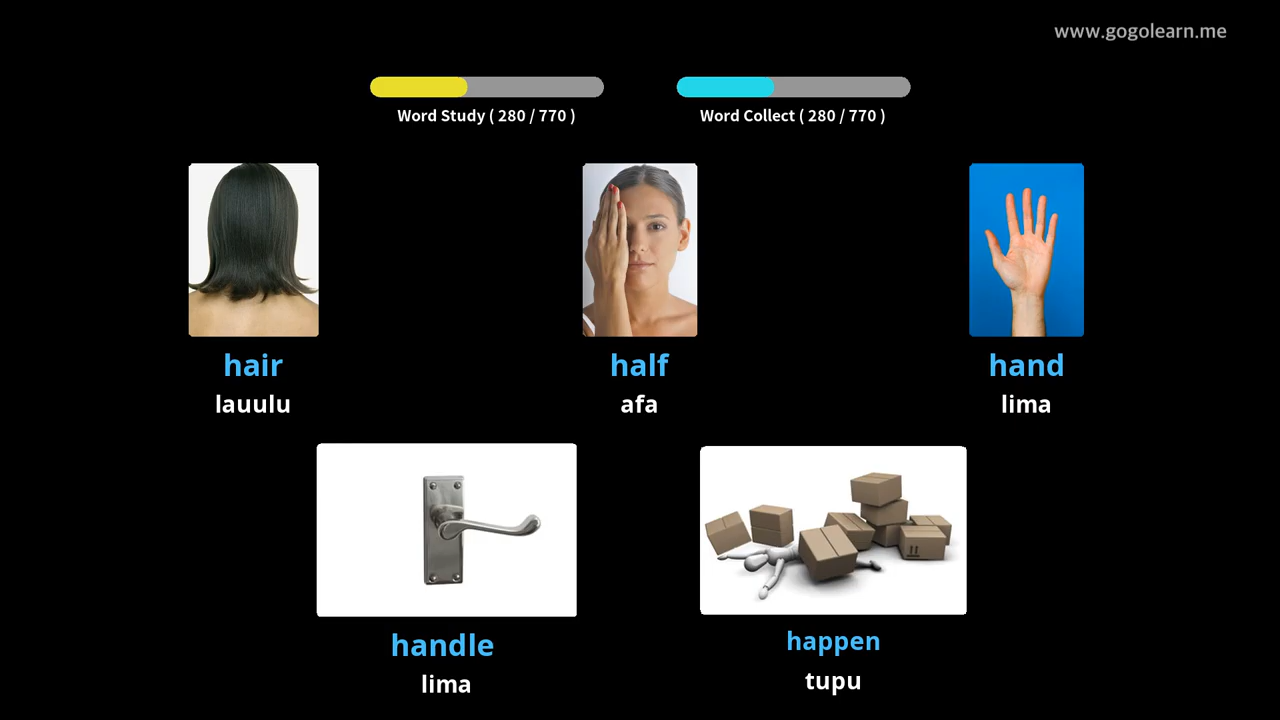 www.gogolearn.me
Word Study ( 280 / 770 )
Word Collect ( 280 / 770 )
hair
lauulu
half
afa
hand
lima
handle
lima
happen
tupu